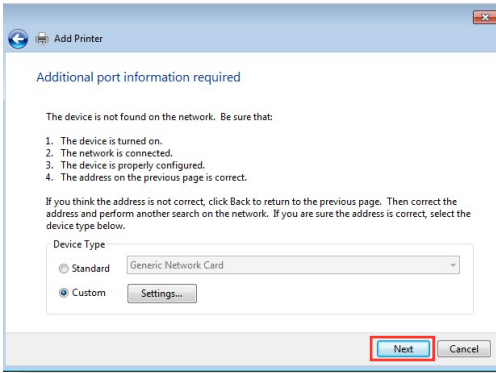 Add Printer
Additional port information required
The device is not found on the network.  Be sure that:
1.  The device is turned on.
2.  The network is connected.
3.  The device is properly configured.
4.  The address on the previous page is correct.
If you think the address is not correct, click Back to return to the previous page.  Then correct the
address and perform another search on the network.  If you are sure the address is correct, select the
device type below.
Device Type
Standard Generic Network Card
Custom Settings...
Next Cancel